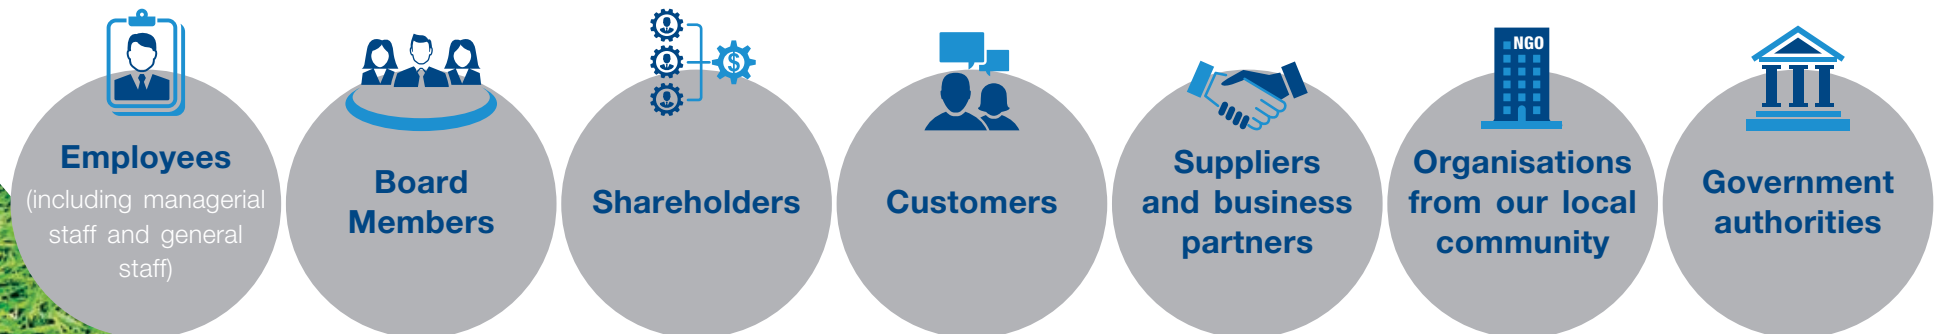 Employees
(including managerial
staff and general
staff)
Board
Members
$
Shareholders
Customers
Suppliers
and business
partners
NGO
Organisations
from our local
community
Government
authorities